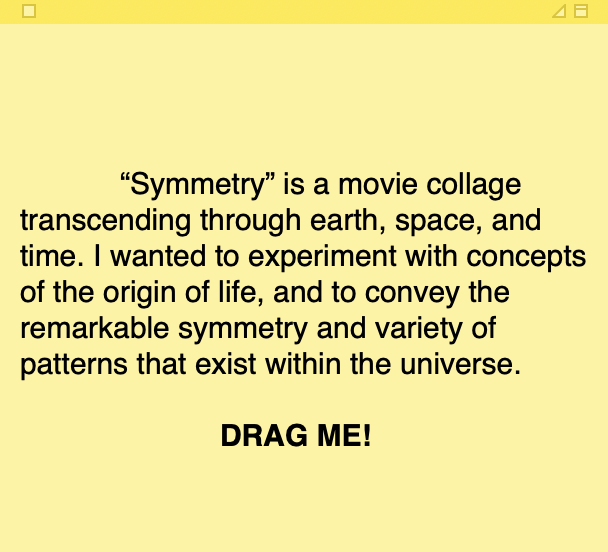 “Symmetry” is a movie collage
transcending through earth, space, and
time. I wanted to experiment with concepts
of the origin of life, and to convey the
remarkable symmetry and variety of
patterns that exist within the universe.
DRAG ME!